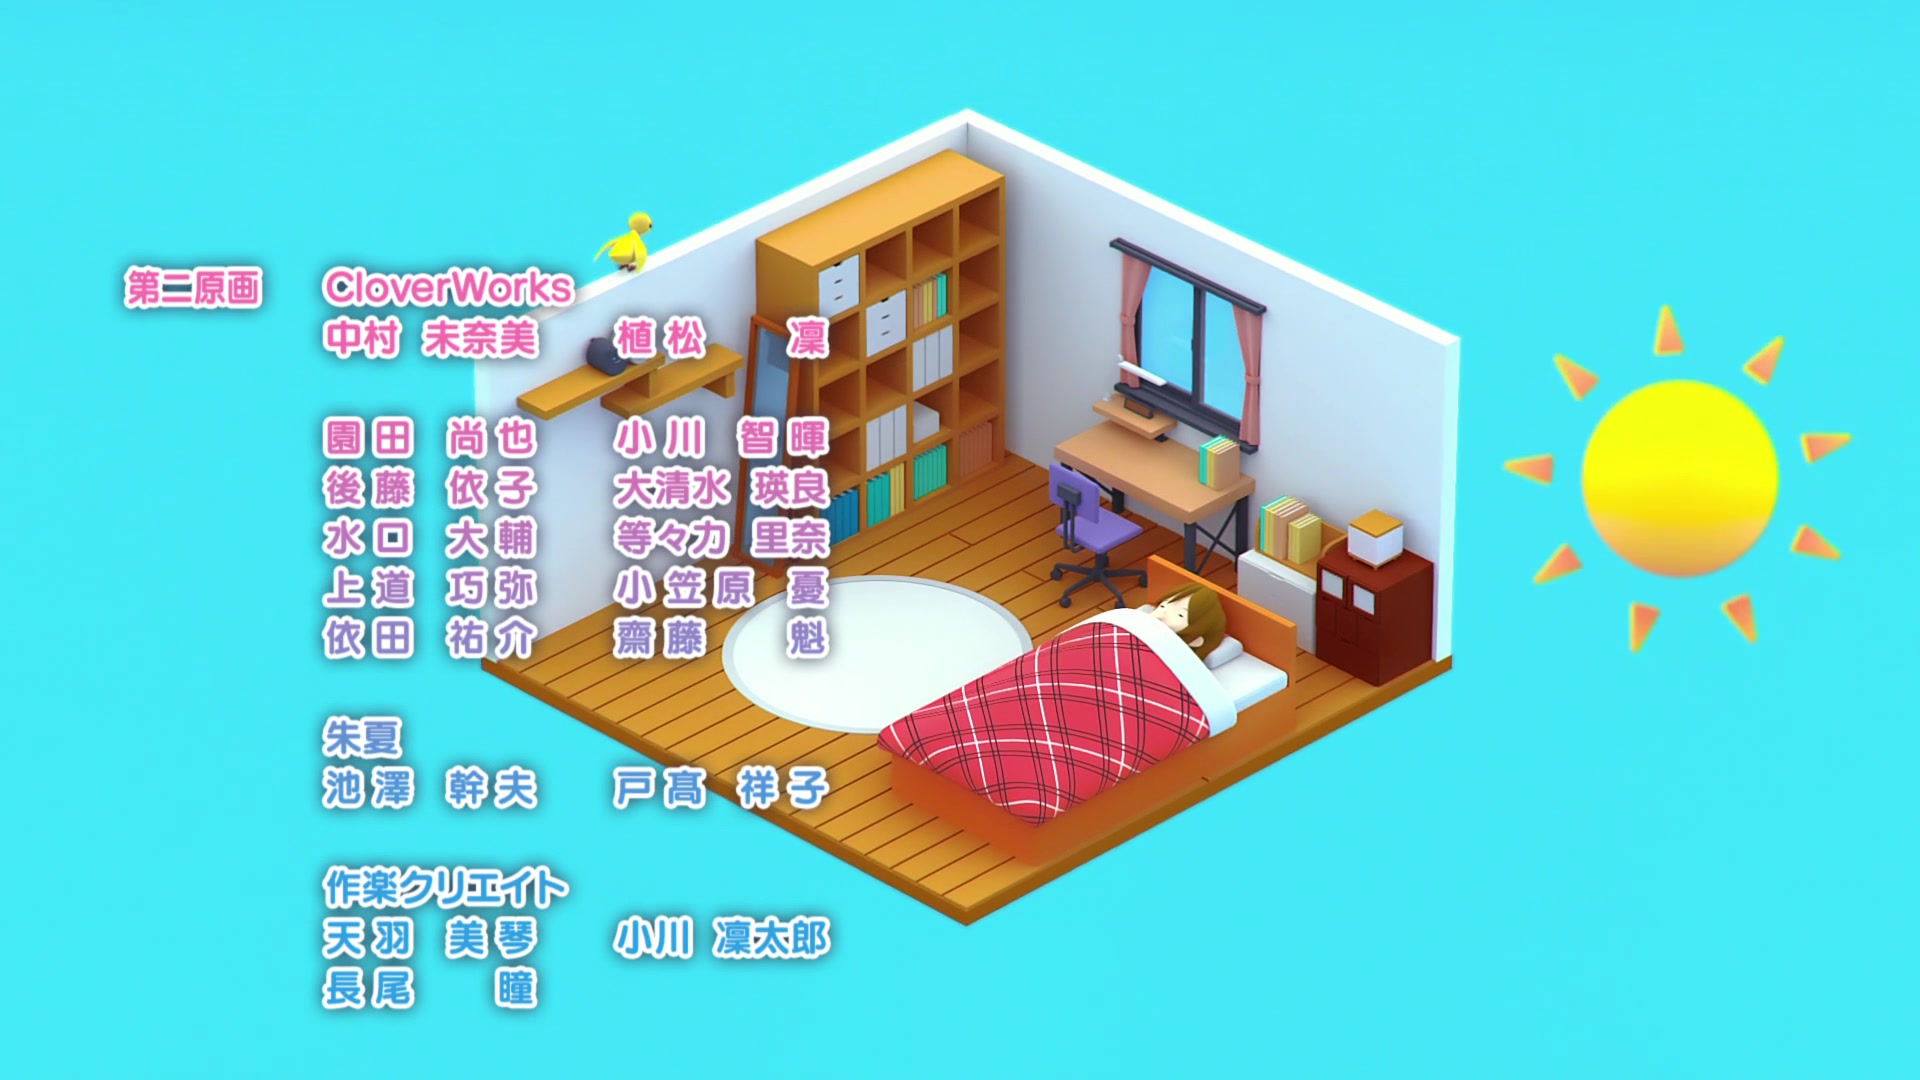 第二原画 CloverWorks
中村 未奈美 植松 凜
園田 尚也 小川 智暉
後藤 依子 大清水 瑛良
水口 大輔 等々力 里奈
上道 巧弥 小笠原 憂
依田 祐介 齋藤 魁
朱夏
池澤 幹夫 戸髙 祥子
作楽クリエイト
天羽 美琴 小川 凜太郎
長尾 瞳